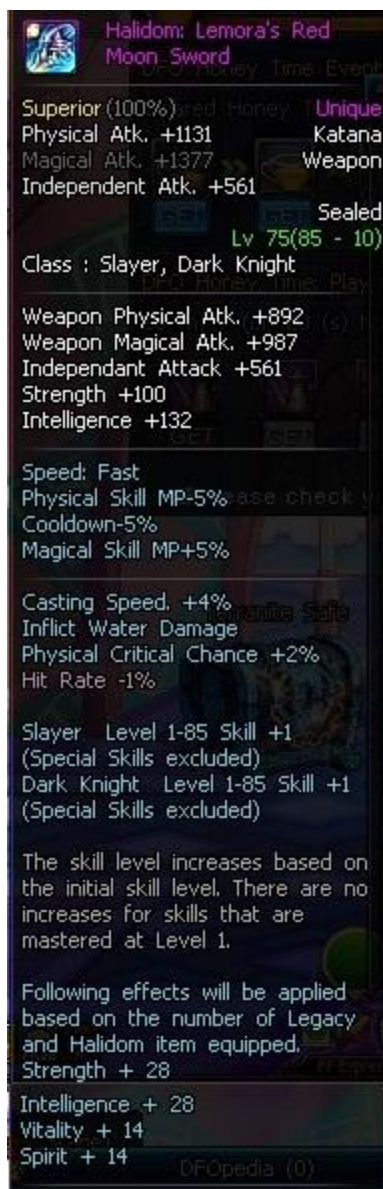 Halidom: Lemora's Red
Moon Sword
Superior (100%) Unique
Physical Atk. +1131 Katana
Magical Atk. +1377 Weapon
Independent Atk. +561
Sealed
Lv 75(85 - 10)
Class : Slayer, Dark Knight
Weapon Physical Atk. +892
Weapon Magical Atk. +987
Independant Attack +561
Strength +100
Intelligence +132
Speed: Fast
Physical Skill MP-5%
Cooldown-5%
Magical Skill MP+5%
Casting Speed. +4%
Inflict Water Damage
Physical Critical Chance +2%
Hit Rate -1%
Slayer Level 1-85 Skill +1
(Special Skills excluded)
Dark Knight Level 1-85 Skill +1
(Special Skills excluded)
The skill level increases based on
the initial skill level. There are no
increases for skills that are
mastered at Level 1.
Following effects will be applied
based on the number of Legacy
and Halidom item equipped.
Strength + 28
Intelligence + 28
Vitality + 14
Spirit + 14
DFOpedia (0)